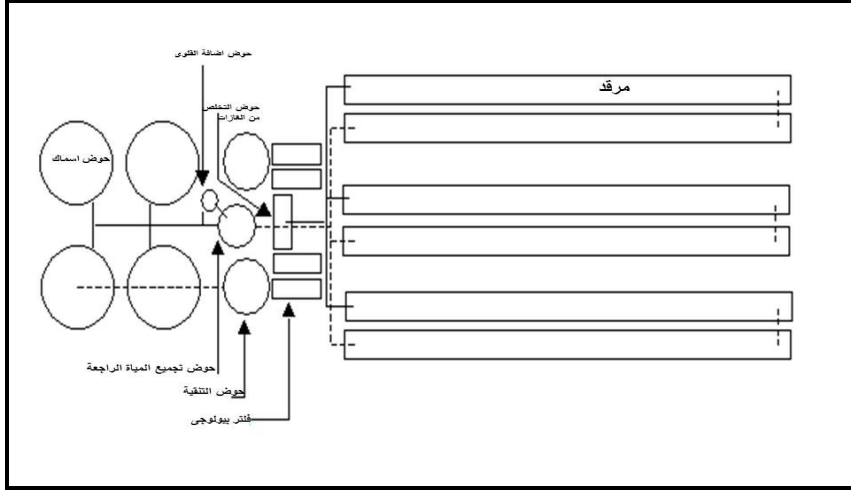 حوض اضافة القلوى
حوض التخلص
من الغازات
مرقد
حوض اسماك
حوض تجميع المياة الراجعة
حوض التنقية
فلتر بيولوجى